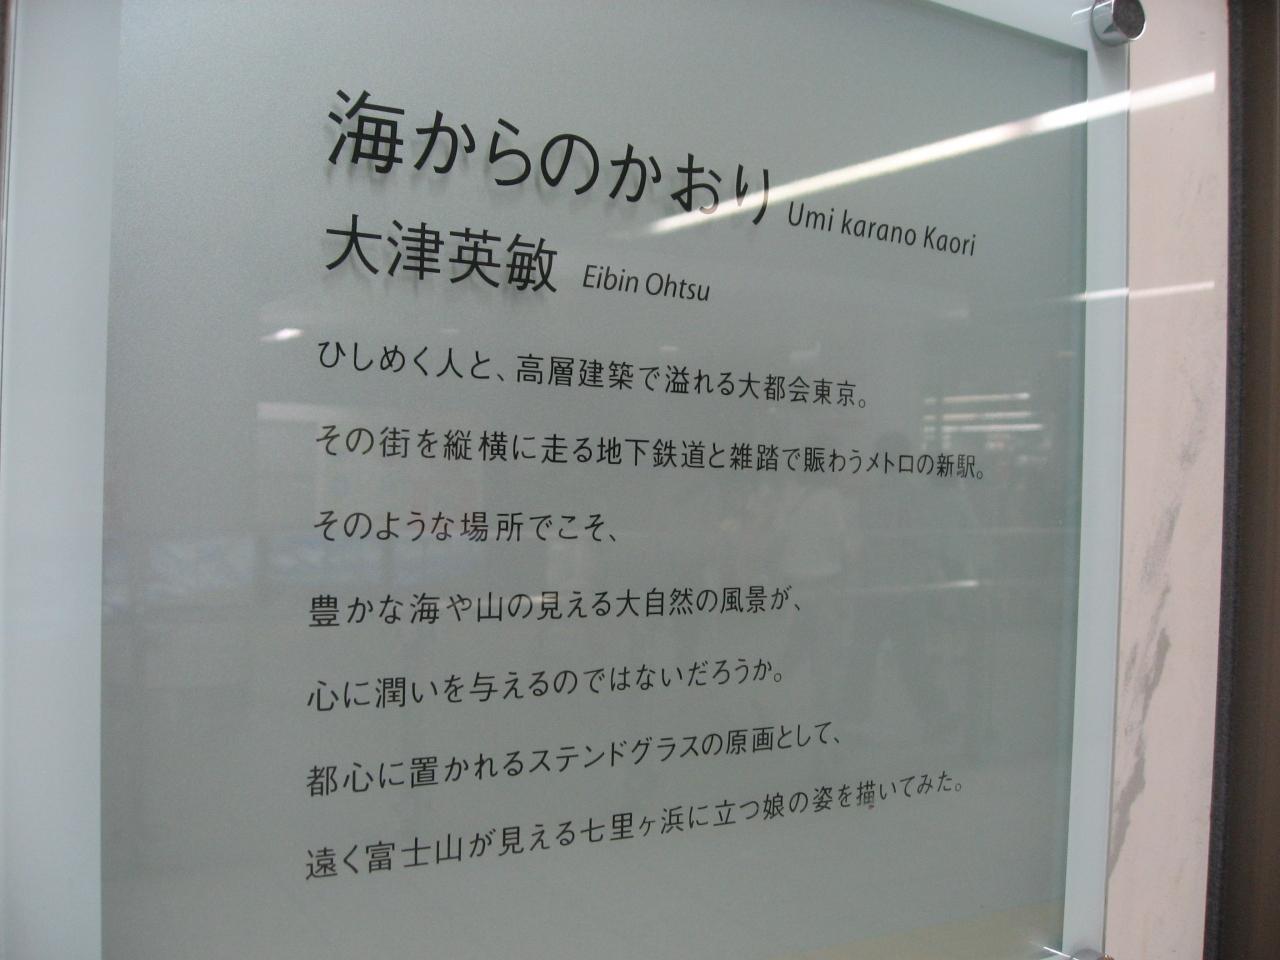 海からのかおり Umi karano Kaori
大津英敏 Eibin Ohtsu
ひしめく人と、高層建築で溢れる大都会東京。
その街を縦横に走る地下鉄道と雑踏で賑わうメトロの新駅。
そのような場所でこそ、
豊かな海や山の見える大自然の風景が、
心に潤いを与えるのではないだろうか。
都心に置かれるステンドグラスの原画として、
遠く富士山が見える七里ヶ浜に立つ娘の姿を描いてみた。